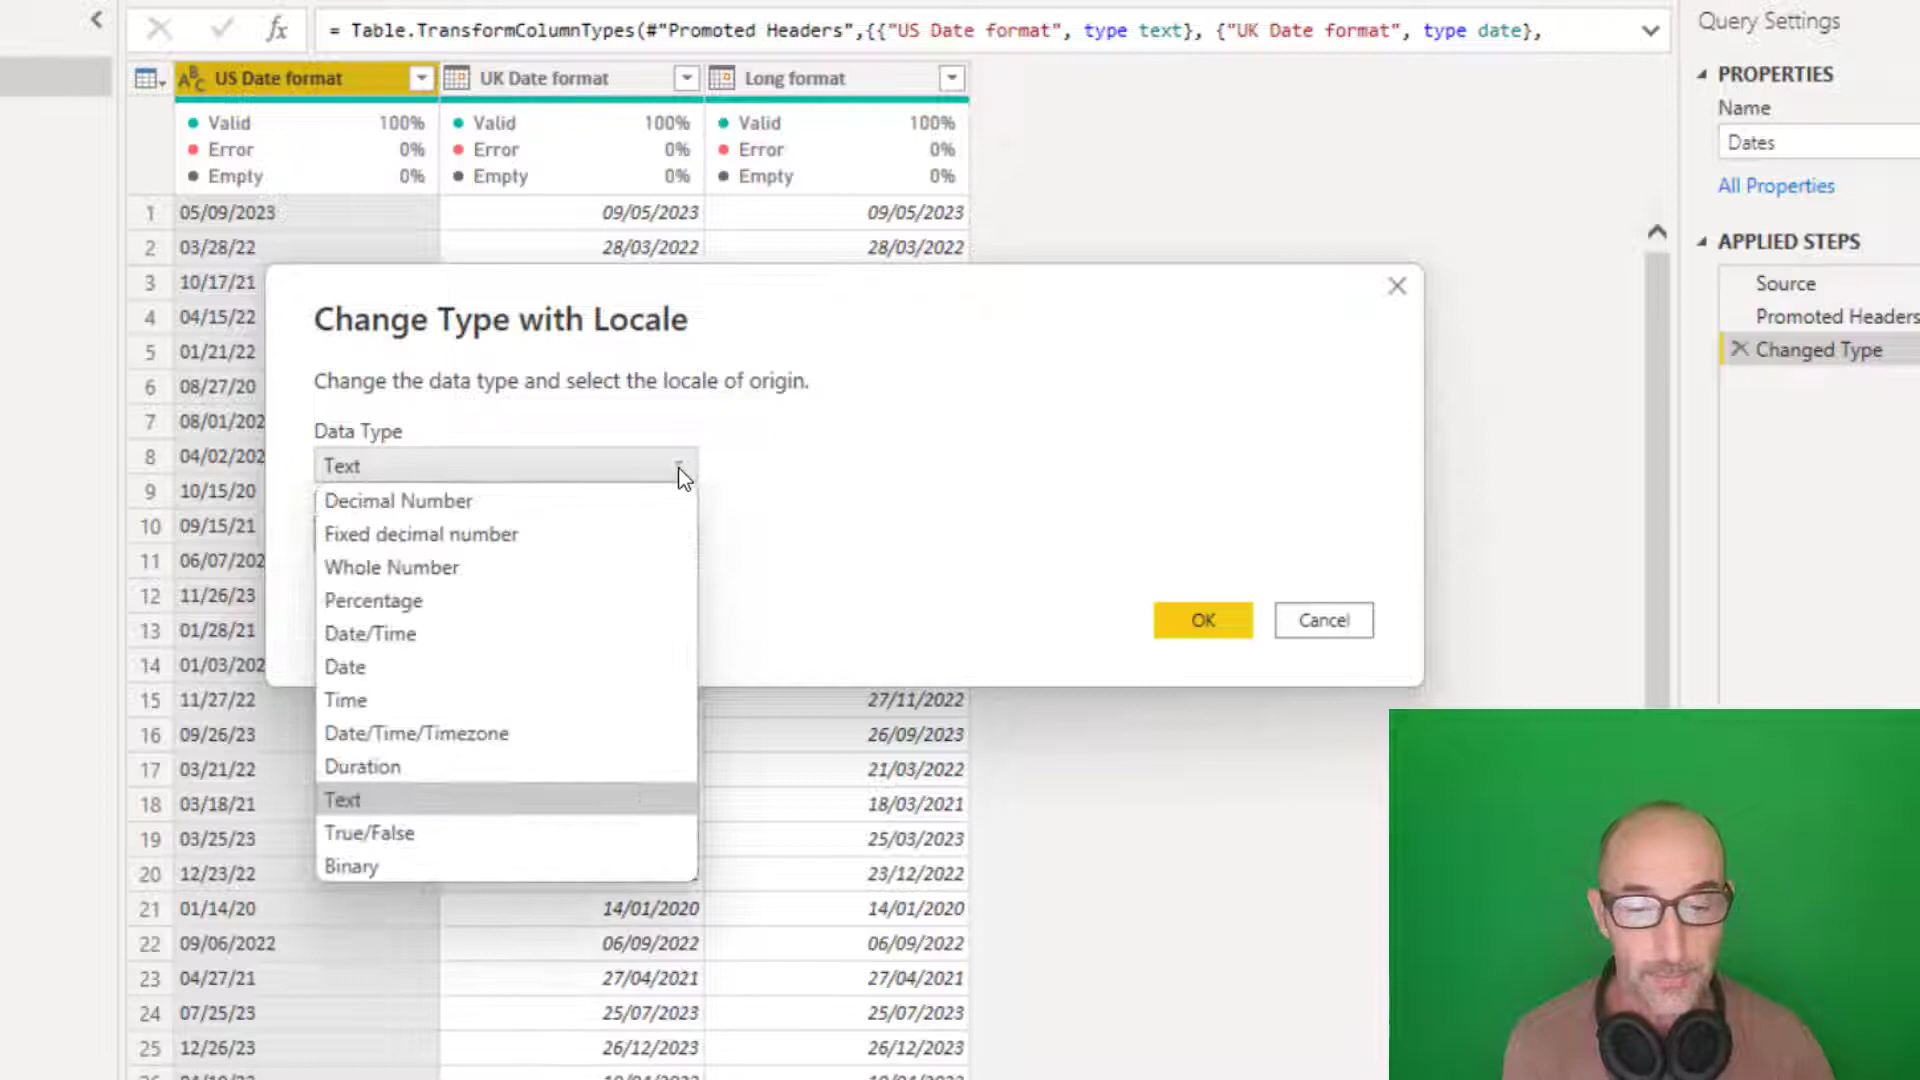 = Table.TransformColumnTypes(#"Promoted Headers",{{"US Date format", type text}, {"UK Date format", type date},
Query Settings
PROPERTIES
Name
Dates
All Properties
APPLIED STEPS
Source
Promoted Headers
Changed Type
US Date format UK Date format Long format
Valid 100% Valid 100% Valid 100%
Error 0% Error 0% Error 0%
Empty 0% Empty 0% Empty 0%
1 05/09/2023 09/05/2023 09/05/2023
2 03/28/22 28/03/2022 28/03/2022
3 10/17/21
4 04/15/22
5 01/21/22
6 08/27/20
7 08/01/202
8 04/02/202
9 10/15/20
10 09/15/21
11 06/07/202
12 11/26/23
13 01/28/21
14 01/03/202
15 11/27/22 27/11/2022
16 09/26/23 26/09/2023
17 03/21/22 21/03/2022
18 03/18/21 18/03/2021
19 03/25/23 25/03/2023
20 12/23/22 23/12/2022
21 01/14/20 14/01/2020 14/01/2020
22 09/06/2022 06/09/2022 06/09/2022
23 04/27/21 27/04/2021 27/04/2021
24 07/25/23 25/07/2023 25/07/2023
25 12/26/23 26/12/2023 26/12/2023
Change Type with Locale
Change the data type and select the locale of origin.
Data Type
Text
Decimal Number
Fixed decimal number
Whole Number
Percentage
Date/Time
Date
Time
Date/Time/Timezone
Duration
Text
True/False
Binary
OK
Cancel